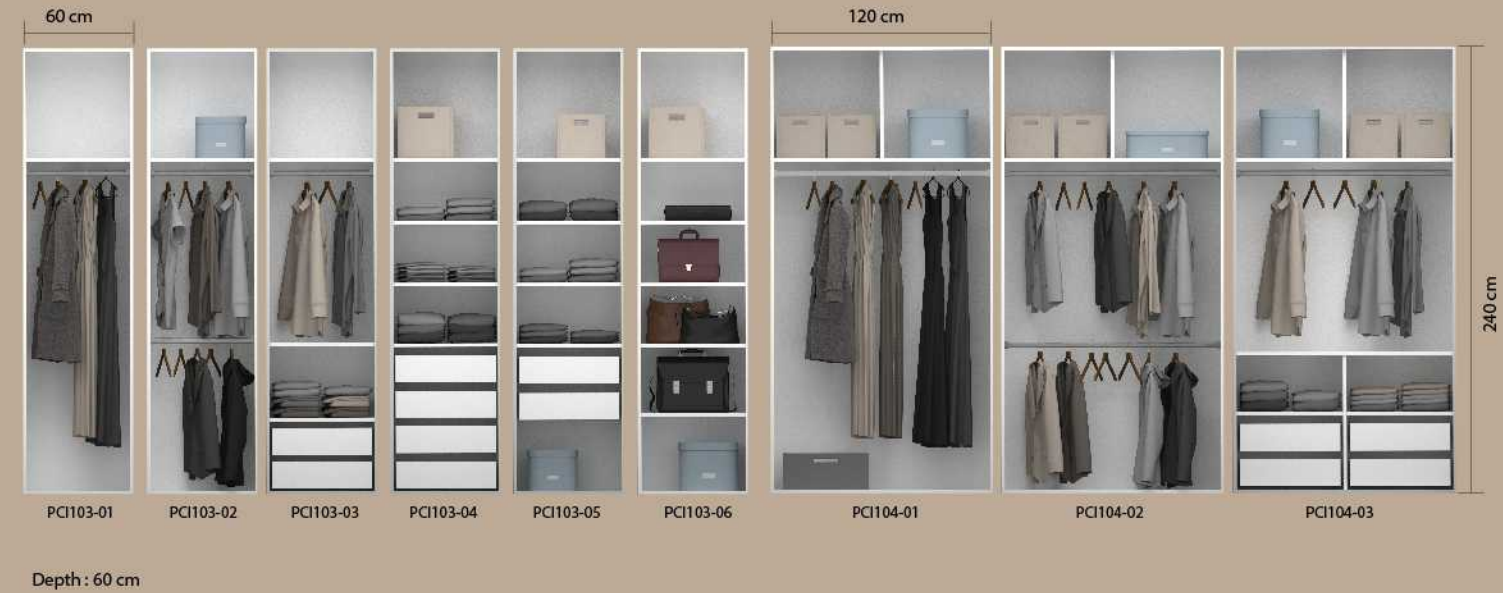 60 cm
120 cm
240 cm
PCI103-01
PCI103-02
PCI103-03
PCI103-04
PCI103-05
PCI103-06
PCI104-01
PCI104-02
PCI104-03
Depth : 60 cm